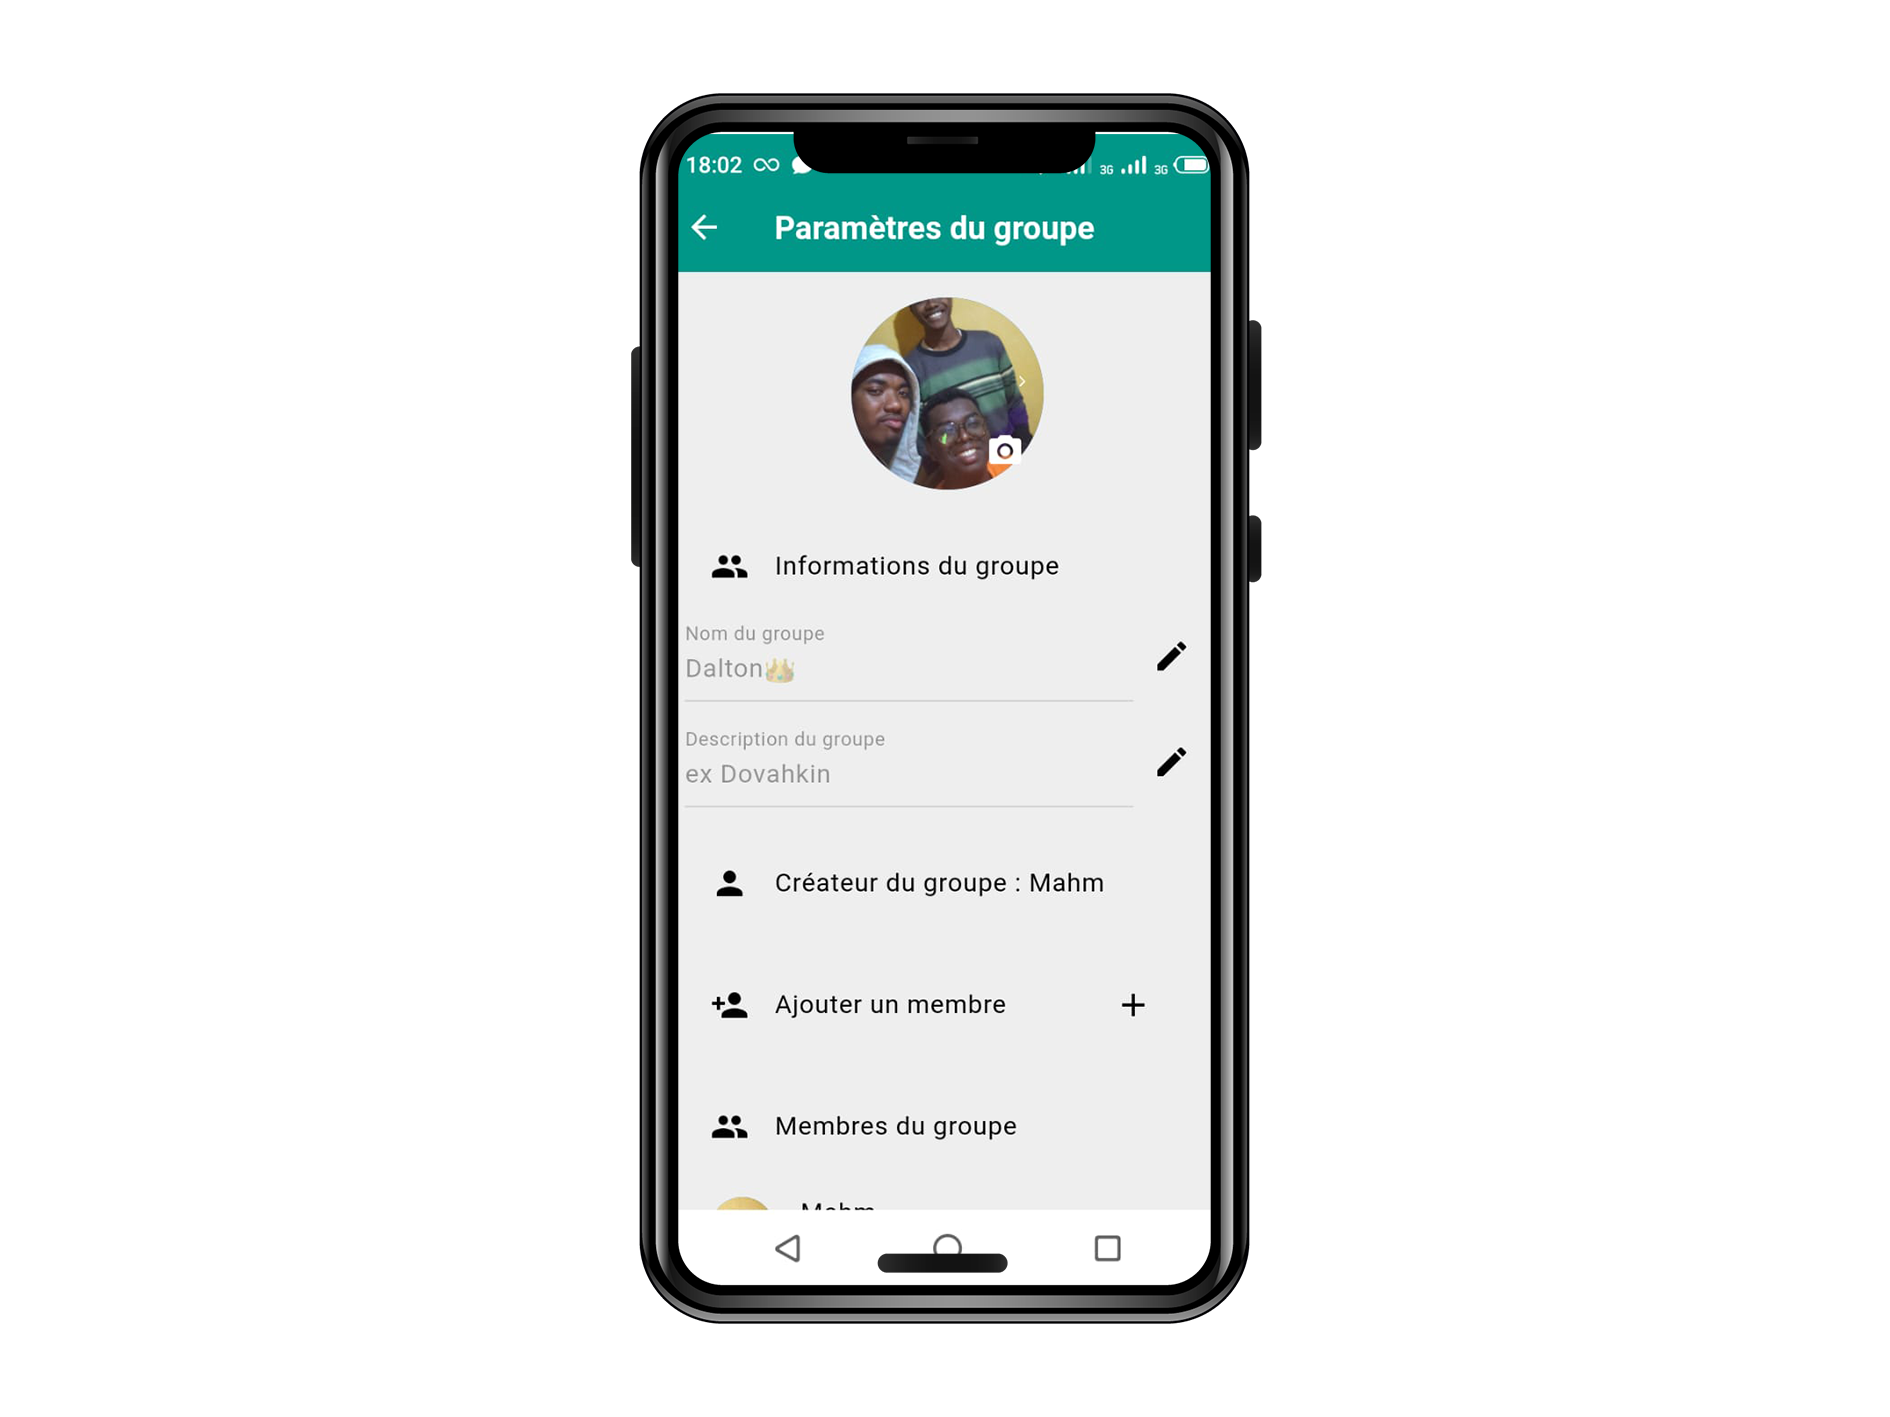 18:02 3G 3G
Paramètres du groupe
Informations du groupe
Nom du groupe
Dalton👑
Description du groupe
ex Dovahkin
Créateur du groupe : Mahm
Ajouter un membre
Membres du groupe
Mahm